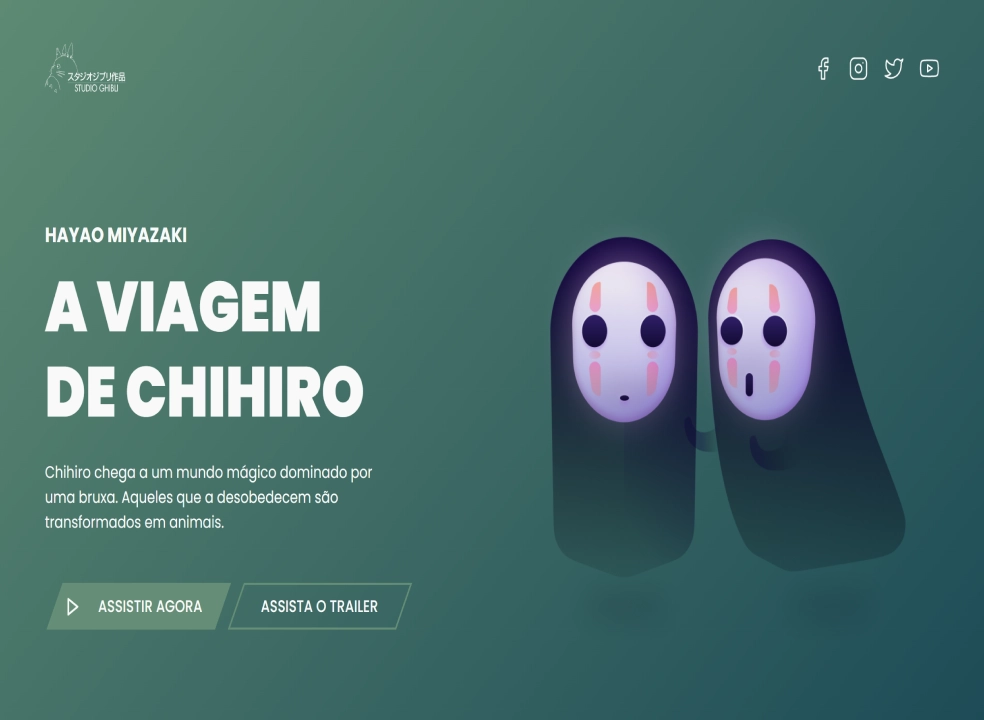 スタジオジブリ作品
STUDIO GHIBLI
HAYAO MIYAZAKI
A VIAGEM
DE CHIHIRO
Chihiro chega a um mundo mágico dominado por
uma bruxa. Aqueles que a desobedecem são
transformados em animais.
ASSISTIR AGORA ASSISTA O TRAILER